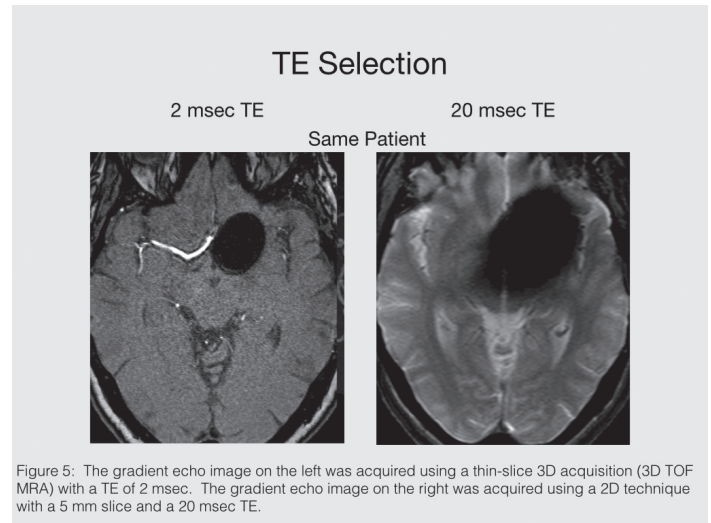 TE Selection
2 msec TE
20 msec TE
Same Patient
Figure 5: The gradient echo image on the left was acquired using a thin-slice 3D acquisition (3D TOF
MRA) with a TE of 2 msec. The gradient echo image on the right was acquired using a 2D technique
with a 5 mm slice and a 20 msec TE.